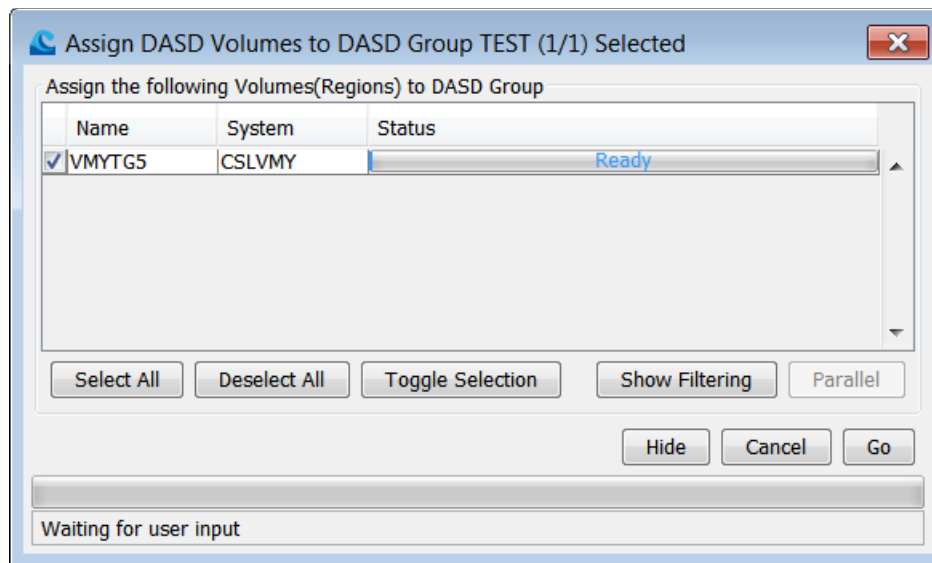 Assign DASD Volumes to DASD Group TEST (1/1) Selected
Assign the following Volumes(Regions) to DASD Group
Name System Status
VMYTG5 CSLVMY Ready
Select All Deselect All Toggle Selection Show Filtering Parallel
Hide Cancel Go
Waiting for user input